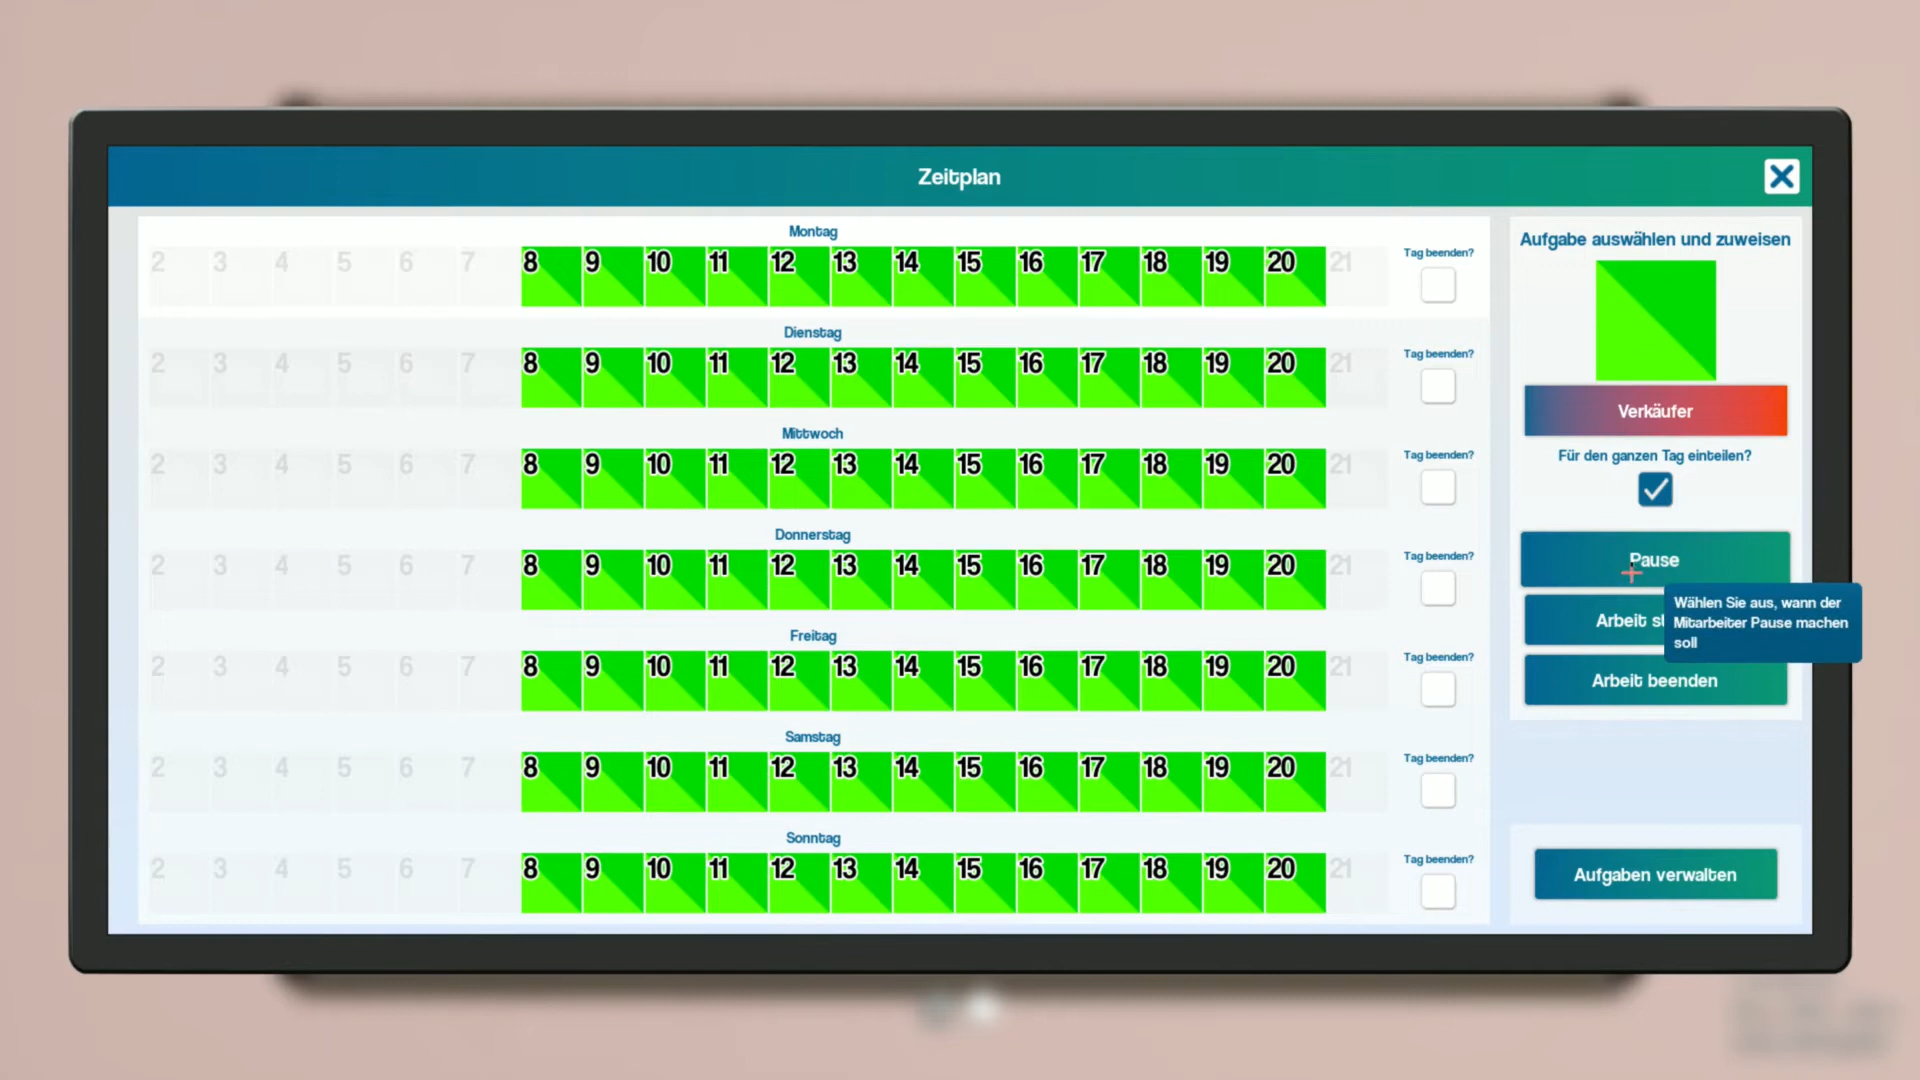 Zeitplan
Montag
2 3 4 5 6 7 8 9 10 11 12 13 14 15 16 17 18 19 20 21
Tag beenden?
Dienstag
2 3 4 5 6 7 8 9 10 11 12 13 14 15 16 17 18 19 20 21
Tag beenden?
Mittwoch
2 3 4 5 6 7 8 9 10 11 12 13 14 15 16 17 18 19 20 21
Tag beenden?
Donnerstag
2 3 4 5 6 7 8 9 10 11 12 13 14 15 16 17 18 19 20 21
Tag beenden?
Freitag
2 3 4 5 6 7 8 9 10 11 12 13 14 15 16 17 18 19 20 21
Tag beenden?
Samstag
2 3 4 5 6 7 8 9 10 11 12 13 14 15 16 17 18 19 20 21
Tag beenden?
Sonntag
2 3 4 5 6 7 8 9 10 11 12 13 14 15 16 17 18 19 20 21
Tag beenden?
Aufgabe auswählen und zuweisen
Verkäufer
Für den ganzen Tag einteilen?
Pause
Wählen Sie aus, wann der
Mitarbeiter Pause machen
soll
Arbeit
Arbeit beenden
Aufgaben verwalten